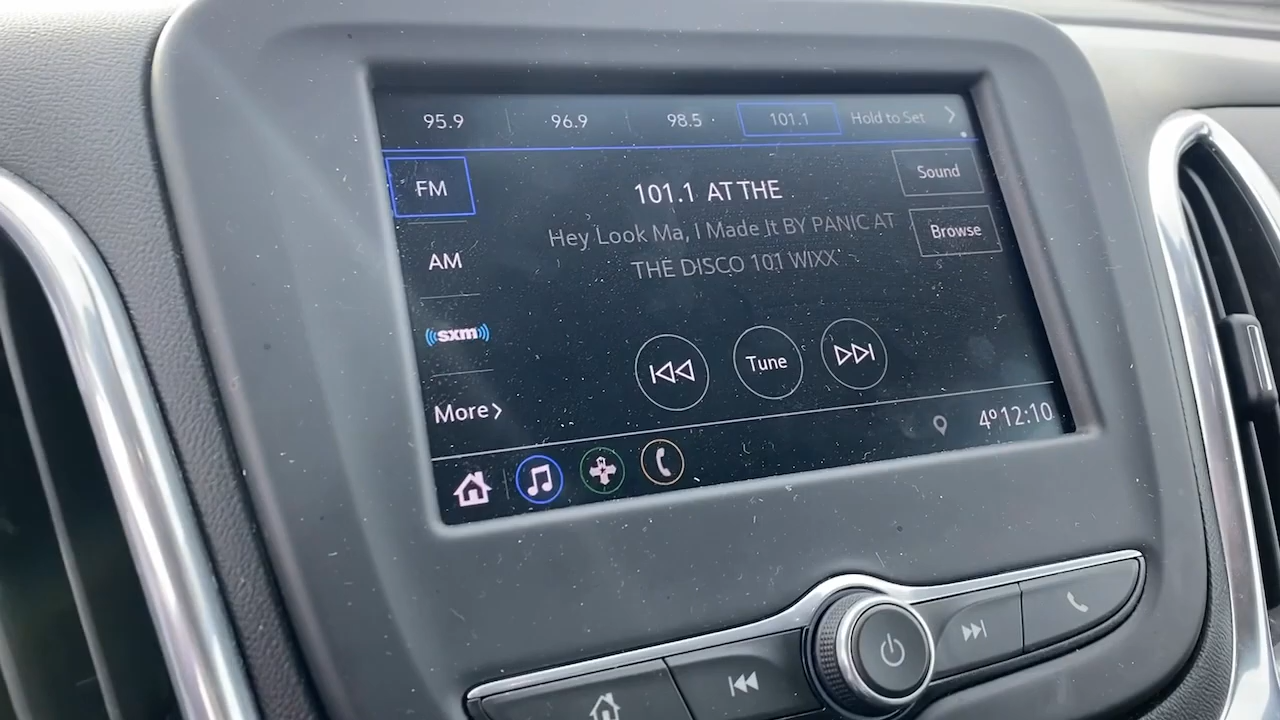 95.9 96.9 98.5 101.1 Hold to Set
FM
101.1 AT THE
Sound
Hey Look Ma, I Made It BY PANIC AT
THE DISCO 101 WIXX
Browse
AM
sxm
Tune
More
4° 12:10